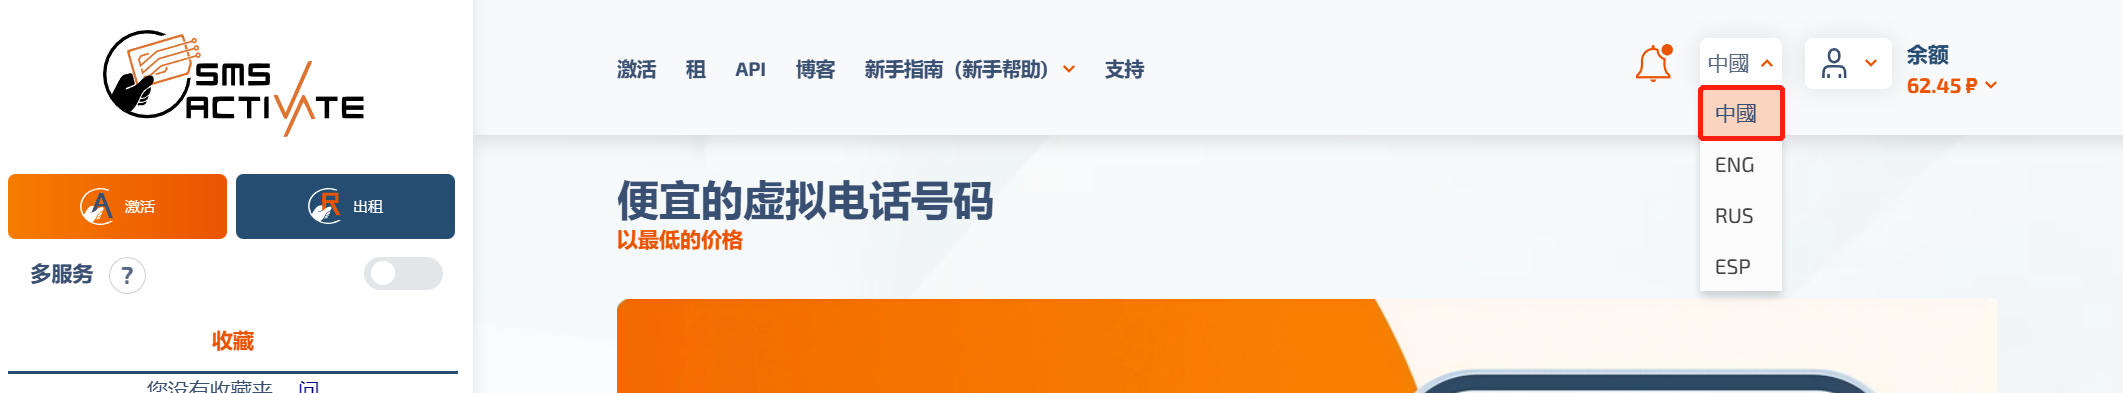 SMS
ACTIVATE
激活 租 API 博客 新手指南（新手帮助） 支持
中國
余额
62.45 ₽
中國
ENG
RUS
ESP
A 激活
R 出租
多服务 ?
收藏
您没有收藏夹
便宜的虚拟电话号码
以最低的价格